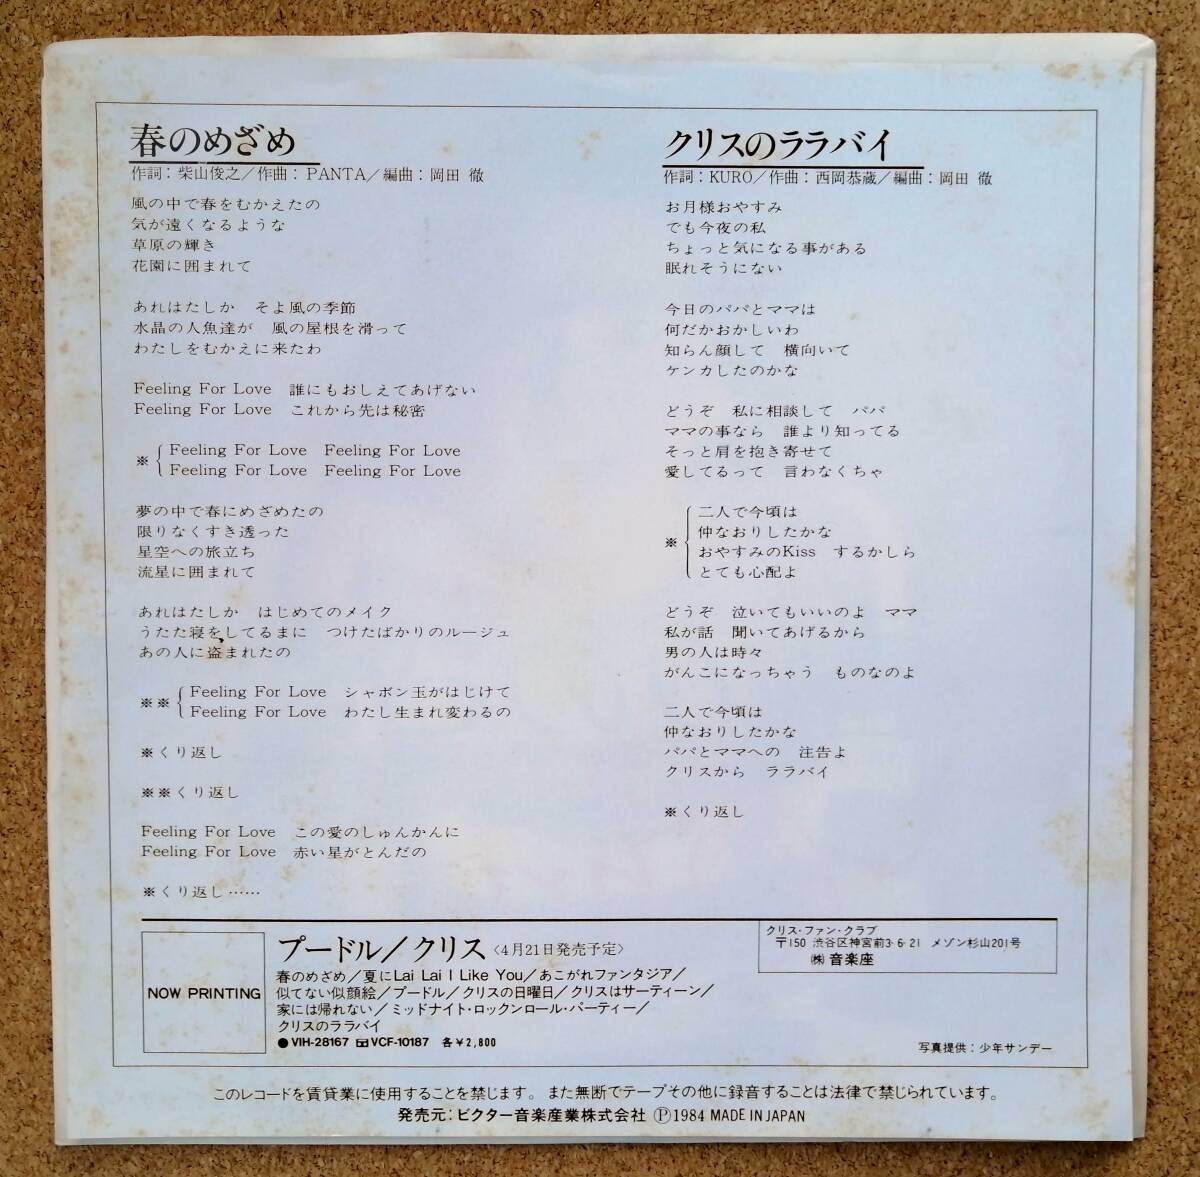 春のめざめ
作詞：柴山俊之／作曲：PANTA／編曲：岡田 徹
風の中で春をむかえたの
気が遠くなるような
草原の輝き
花園に囲まれて
あれはたしか　そよ風の季節
水晶の人魚達が　風の屋根を滑って
わたしをむかえに来たわ
Feeling For Love　誰にもおしえてあげない
Feeling For Love　これから先は秘密
※ Feeling For Love　Feeling For Love
Feeling For Love　Feeling For Love
夢の中で春にめざめたの
限りなくすき透った
星空への旅立ち
流星に囲まれて
あれはたしか　はじめてのメイク
うたた寝をしてるまに　つけたばかりのルージュ
あの人に盗まれたの
※※ Feeling For Love　シャボン玉がはじけて
Feeling For Love　わたし生まれ変わるの
※くり返し
※※くり返し
Feeling For Love　この愛のしゅんかんに
Feeling For Love　赤い星がとんだの
※くり返し……
クリスのララバイ
作詞：KURO／作曲：西岡恭蔵／編曲：岡田 徹
お月様おやすみ
でも今夜の私
ちょっと気になる事がある
眠れそうにない
今日のパパとママは
何だかおかしいわ
知らん顔して　横向いて
ケンカしたのかな
どうぞ　私に相談して　パパ
ママの事なら　誰より知ってる
そっと肩を抱き寄せて
愛してるって　言わなくちゃ
※ 二人で今頃は
仲なおりしたかな
おやすみのKiss　するかしら
とても心配よ
どうぞ　泣いてもいいのよ　ママ
私が話　聞いてあげるから
男の人は時々
がんこになっちゃう　ものなのよ
二人で今頃は
仲なおりしたかな
パパとママへの　注告よ
クリスから　ララバイ
※くり返し
NOW PRINTING
プードル／クリス〈4月21日発売予定〉
春のめざめ／夏にLai Lai I Like You／あこがれファンタジア／
似てない似顔絵／プードル／クリスの日曜日／クリスはサーティーン／
家には帰れない／ミッドナイト・ロックンロール・パーティー／
クリスのララバイ
●VIH-28167 VCF-10187 各￥2,800
クリス・ファン・クラブ
〒150 渋谷区神宮前3-6-21 メゾン杉山201号
㈱音楽座
写真提供：少年サンデー
このレコードを賃貸業に使用することを禁じます。また無断でテープその他に録音することは法律で禁じられています。
発売元：ビクター音楽産業株式会社 Ⓟ1984 MADE IN JAPAN